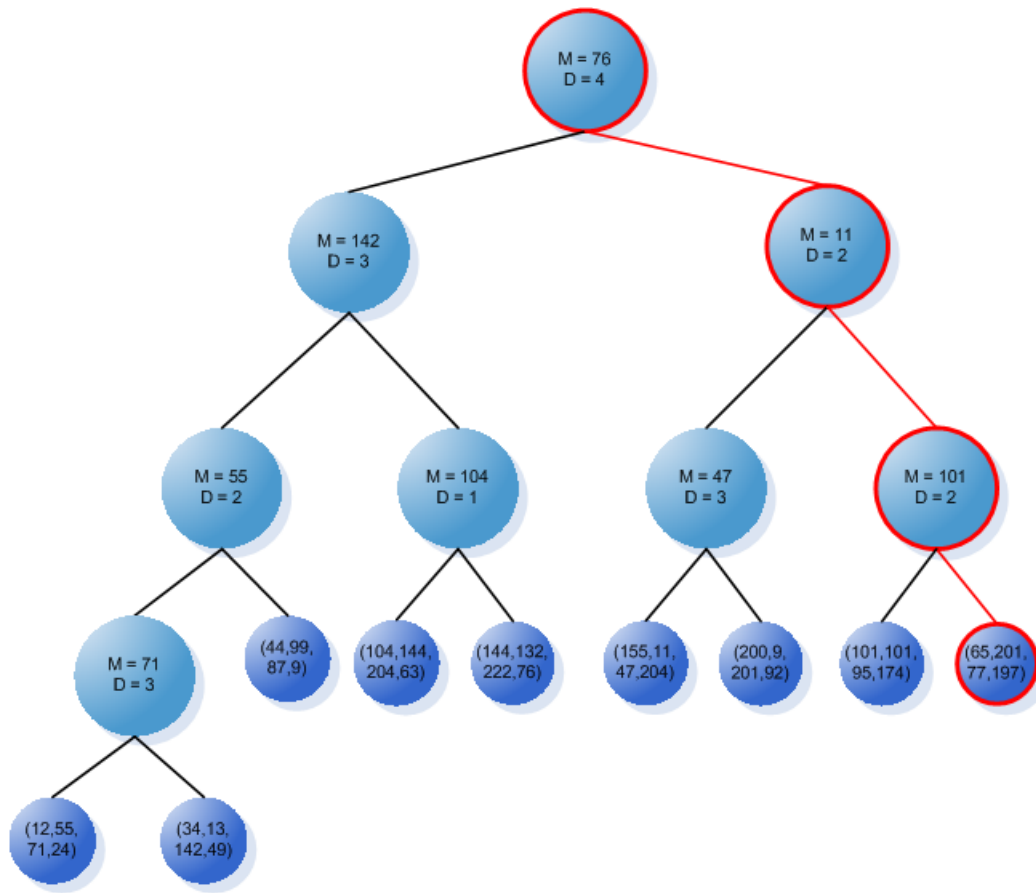 M = 76
D = 4
M = 142
D = 3
M = 11
D = 2
M = 55
D = 2
M = 104
D = 1
M = 47
D = 3
M = 101
D = 2
M = 71
D = 3
(44,99,
87,9)
(104,144,
204,63)
(144,132,
222,76)
(155,11,
47,204)
(200,9,
201,92)
(101,101,
95,174)
(65,201,
77,197)
(12,55,
71,24)
(34,13,
142,49)